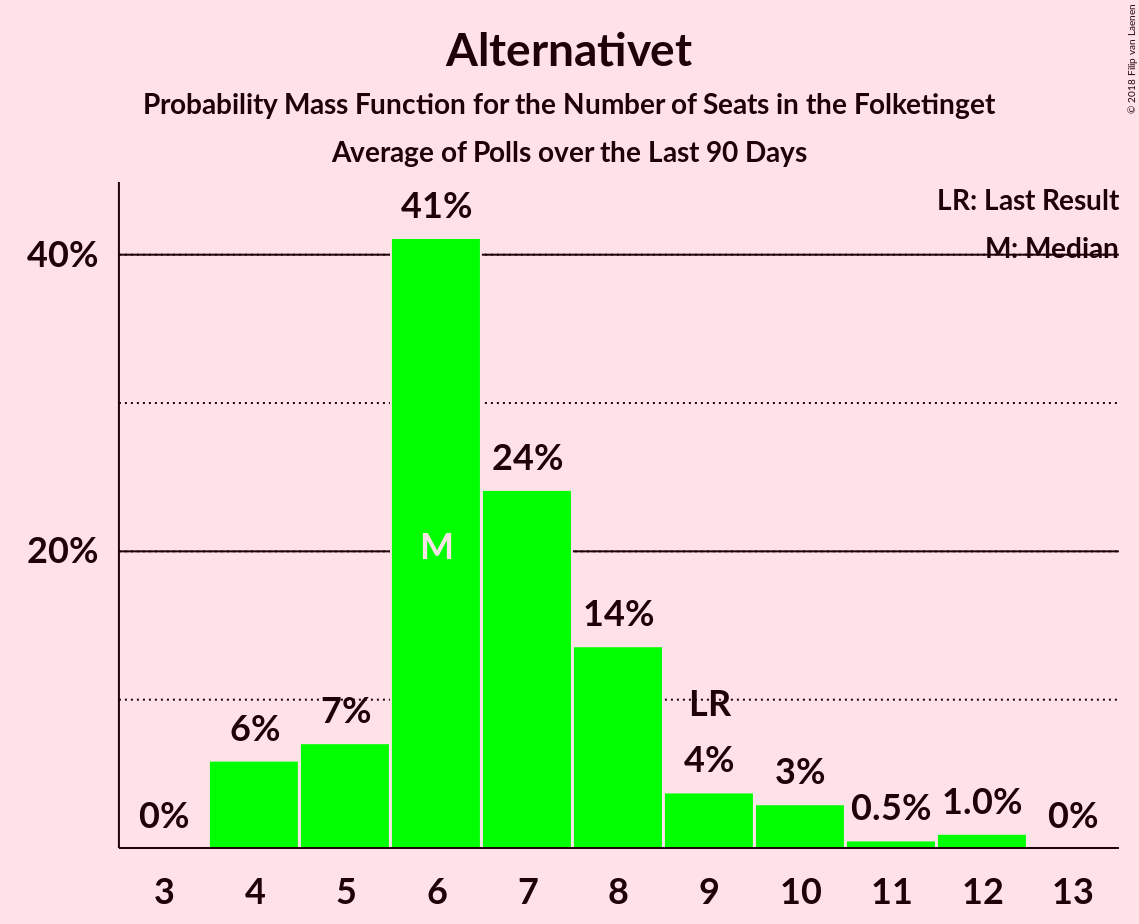 Alternativet
Probability Mass Function for the Number of Seats in the Folketinget
Average of Polls over the Last 90 Days
© 2018 Filip van Laenen
LR: Last Result
M: Median
40%
20%
0%
6%
7%
41%
M
24%
14%
LR
4%
3%
0.5%
1.0%
0%
3 4 5 6 7 8 9 10 11 12 13